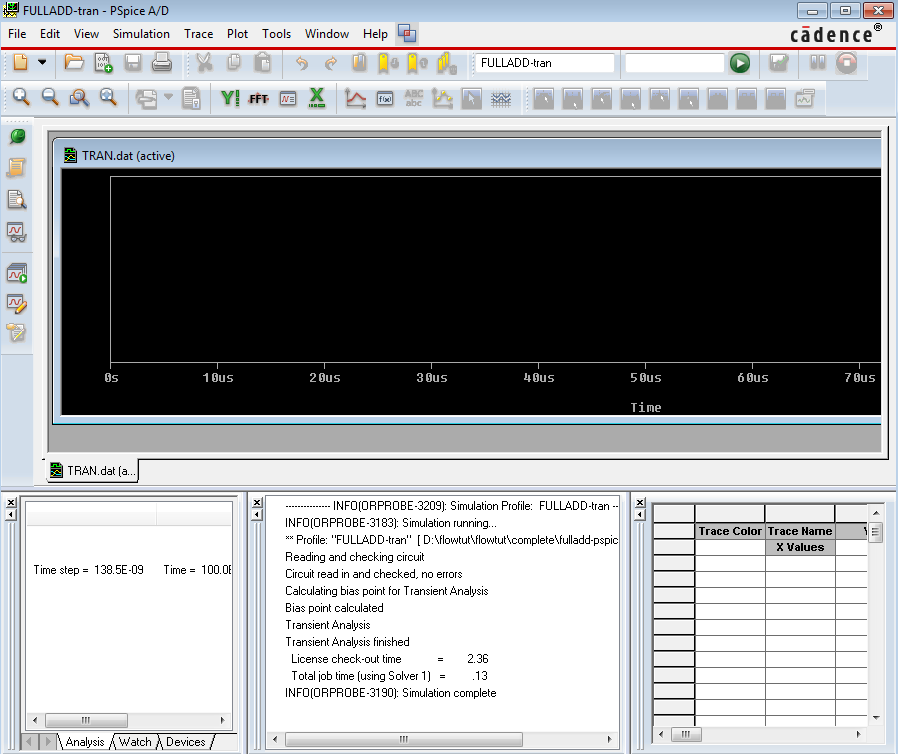 FULLADD-tran - PSpice A/D
File Edit View Simulation Trace Plot Tools Window Help
cādence®
FULLADD-tran
Y! FFT
f(x) ABC
abc
TRAN.dat (active)
0s 10us 20us 30us 40us 50us 60us 70us
Time
TRAN.dat (a...
Time step = 138.5E-09 Time = 100.0E
Analysis Watch Devices
--------------- INFO(ORPROBE-3209): Simulation Profile: FULLADD-tran --
INFO(ORPROBE-3183): Simulation running...
** Profile: "FULLADD-tran" [ D:\flowtut\flowtut\complete\fulladd-pspic
Reading and checking circuit
Circuit read in and checked, no errors
Calculating bias point for Transient Analysis
Bias point calculated
Transient Analysis
Transient Analysis finished
License check-out time = 2.36
Total job time (using Solver 1) = .13
INFO(ORPROBE-3190): Simulation complete
Trace Color Trace Name Y
X Values